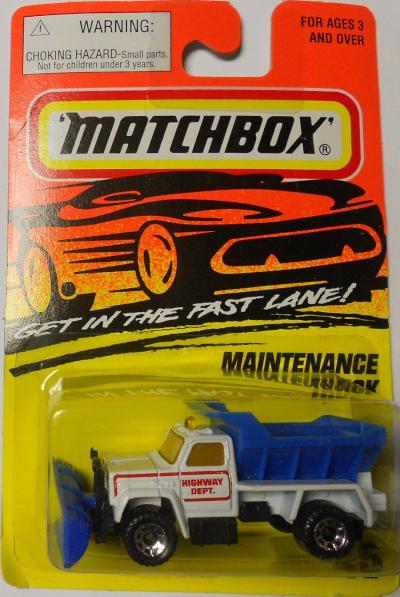 WARNING:
CHOKING HAZARD-Small parts.
Not for children under 3 years.
FOR AGES 3
AND OVER
'MATCHBOX'®
GET IN THE FAST LANE!
MAINTENANCE
TRUCK
HIGHWAY
DEPT.